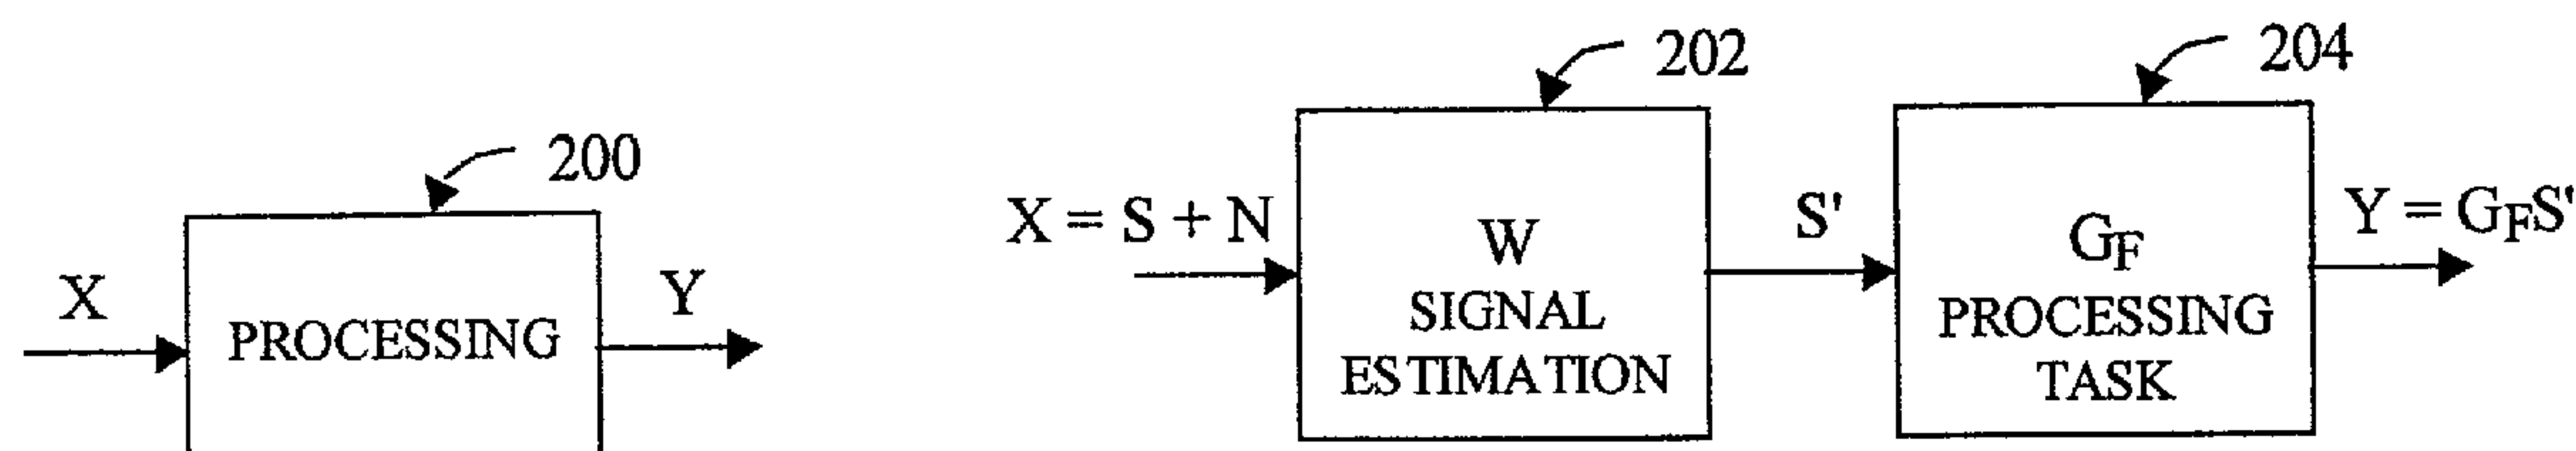 200
X
PROCESSING
Y
202
X = S + N
W
SIGNAL
ESTIMATION
S'
204
GF
PROCESSING
TASK
Y = GFS'